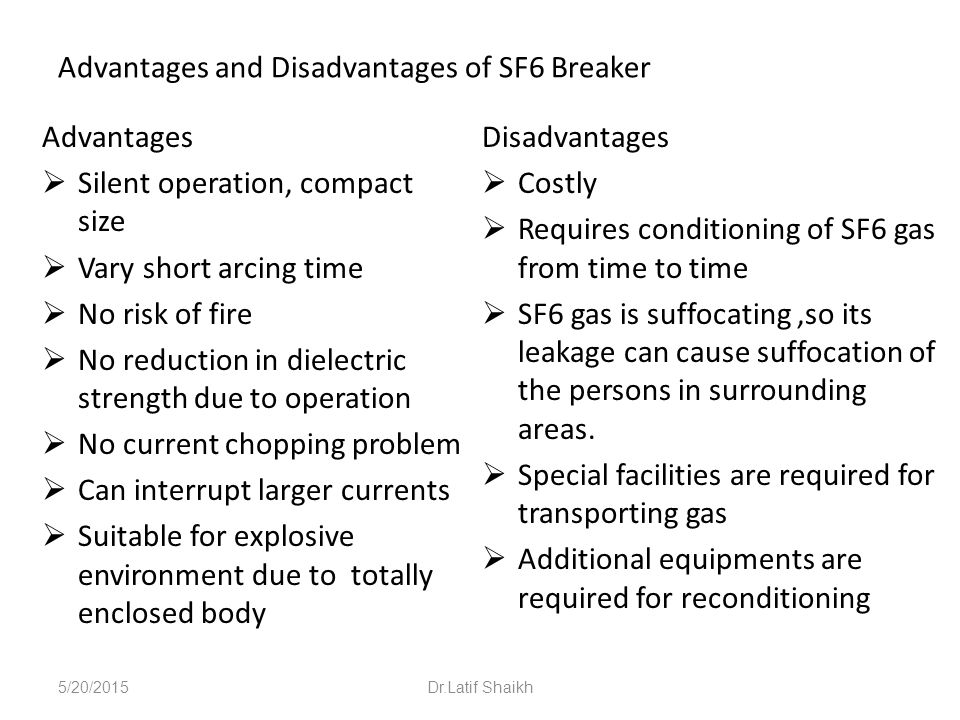 Advantages and Disadvantages of SF6 Breaker
Advantages
➢ Silent operation, compact
size
➢ Vary short arcing time
➢ No risk of fire
➢ No reduction in dielectric
strength due to operation
➢ No current chopping problem
➢ Can interrupt larger currents
➢ Suitable for explosive
environment due to totally
enclosed body
Disadvantages
➢ Costly
➢ Requires conditioning of SF6 gas
from time to time
➢ SF6 gas is suffocating ,so its
leakage can cause suffocation of
the persons in surrounding
areas.
➢ Special facilities are required for
transporting gas
➢ Additional equipments are
required for reconditioning
5/20/2015
Dr.Latif Shaikh